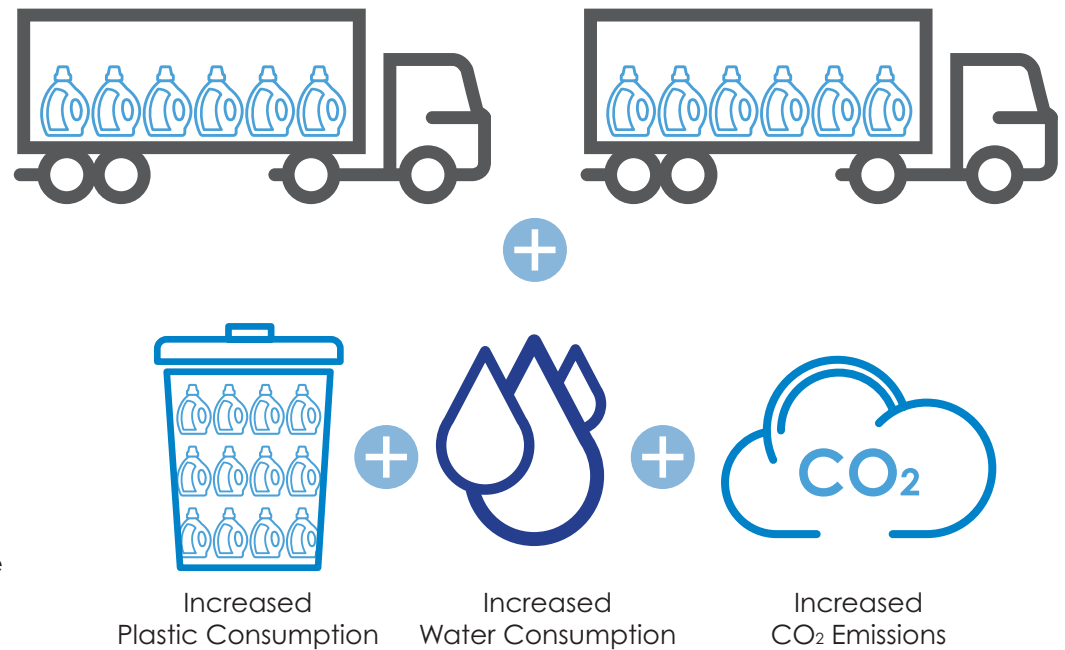 CO₂
Increased
Plastic Consumption
Increased
Water Consumption
Increased
CO₂ Emissions